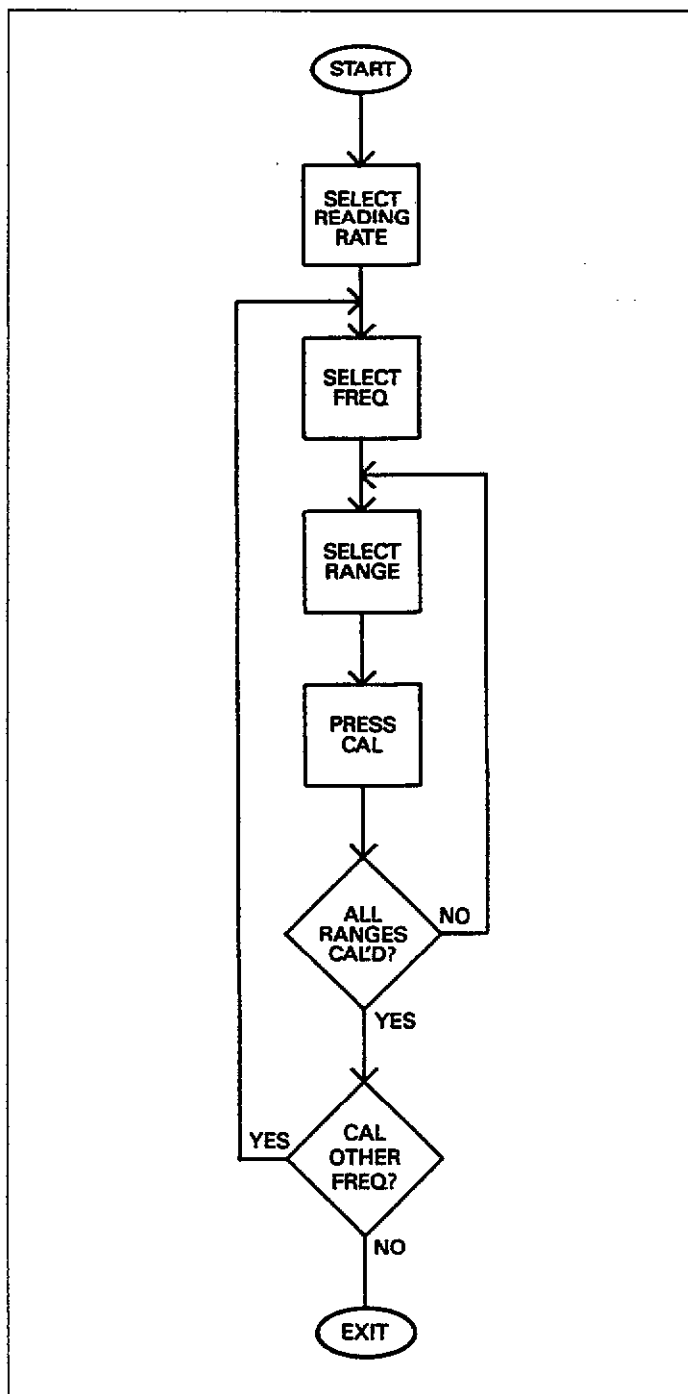 START
SELECT
READING
RATE
SELECT
FREQ
SELECT
RANGE
PRESS
CAL
ALL
RANGES
CAL'D?
NO
YES
CAL
OTHER
FREQ?
YES
NO
EXIT